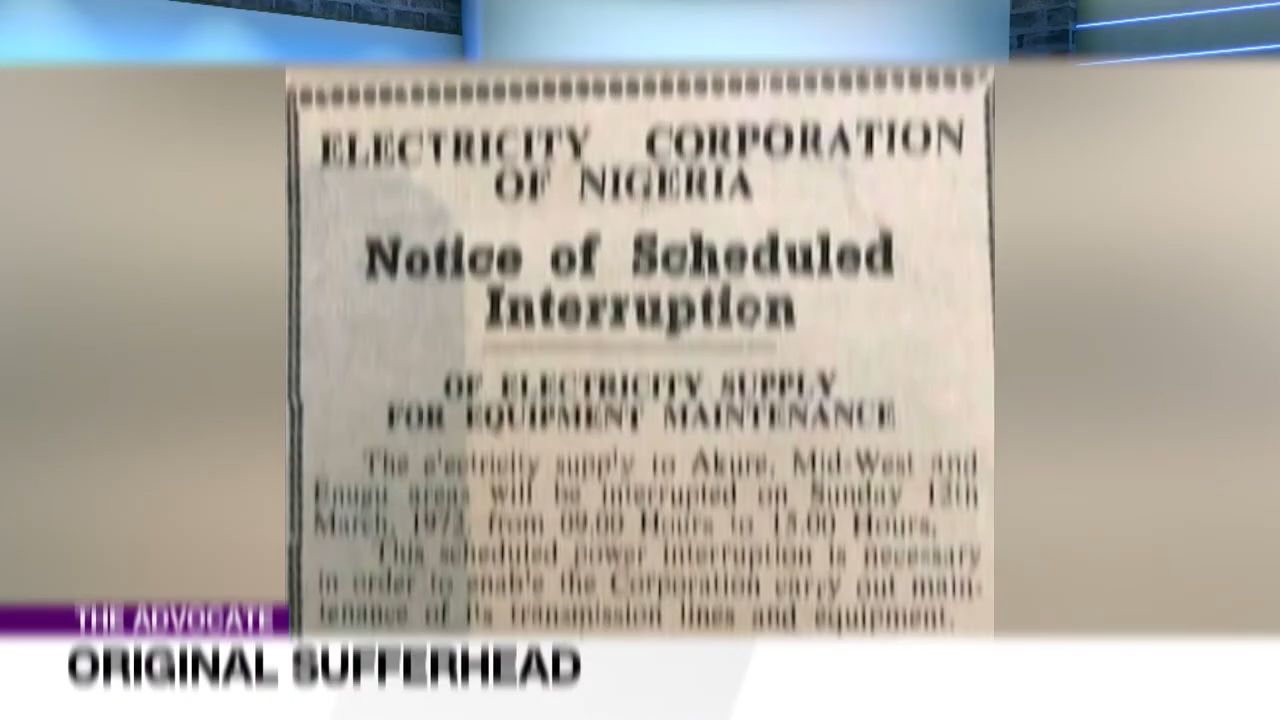 ELECTRICITY CORPORATION
OF NIGERIA
Notice of Scheduled
Interruption
OF ELECTRICITY SUPPLY
FOR EQUIPMENT MAINTENANCE
The electricity supply to Akure, Mid-West and
Enugu areas will be interrupted on Sunday 12th
March, 1972 from 09.00 Hours to 15.00 Hours.
This scheduled power interruption is necessary
in order to enable the Corporation carry out main-
tenance of its transmission lines and equipment.
THE ADVOCATE
ORIGINAL SUFFERHEAD